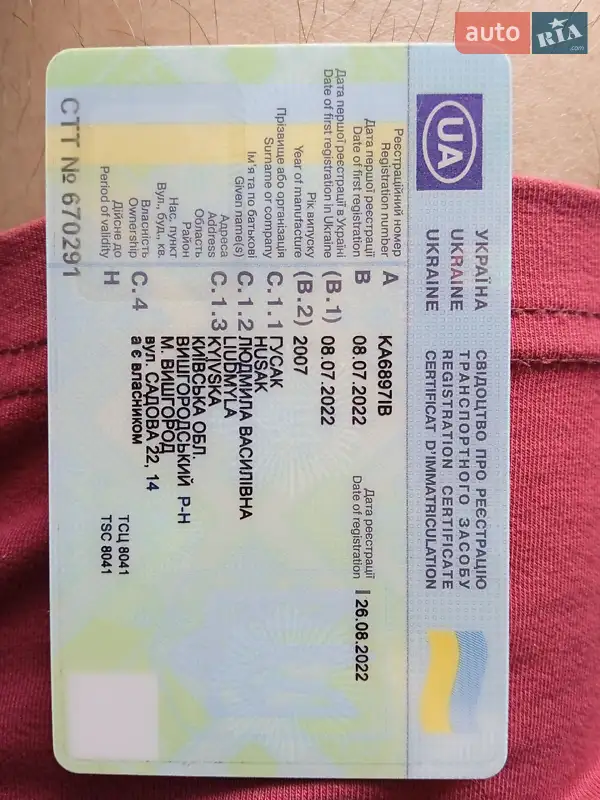 auto RIA.com
UA
УКРАЇНА
UKRAINE
UKRAINE
СВІДОЦТВО ПРО РЕЄСТРАЦІЮ
ТРАНСПОРТНОГО ЗАСОБУ
REGISTRATION CERTIFICATE
CERTIFICAT D'IMMATRICULATION
Реєстраційний номер
Registration number A KA6897IB
Дата першої реєстрації
Date of first registration B 08.07.2022
Дата реєстрації
Date of registration I 26.08.2022
Дата першої реєстрації в Україні
Date of first registration in Ukraine (B.1) 08.07.2022
Рік випуску
Year of manufacture (B.2) 2007
Прізвище або організація
Surname or company C.1.1 ГУСАК
HUSAK
Ім'я та по батькові
Given name(s) C.1.2 ЛЮДМИЛА ВАСИЛІВНА
LIUDMYLA
Адреса
Address C.1.3 KYIVSKA
Область КИЇВСЬКА ОБЛ.
Район ВИШГОРОДСЬКИЙ Р-Н
Нас. пункт М. ВИШГОРОД
Вул., буд., кв. вул. САДОВА 22, 14
Власність
Ownership C. 4 а є власником
Дійсне до
Period of validity H
ТСЦ 8041
TSC 8041
СТТ № 670291